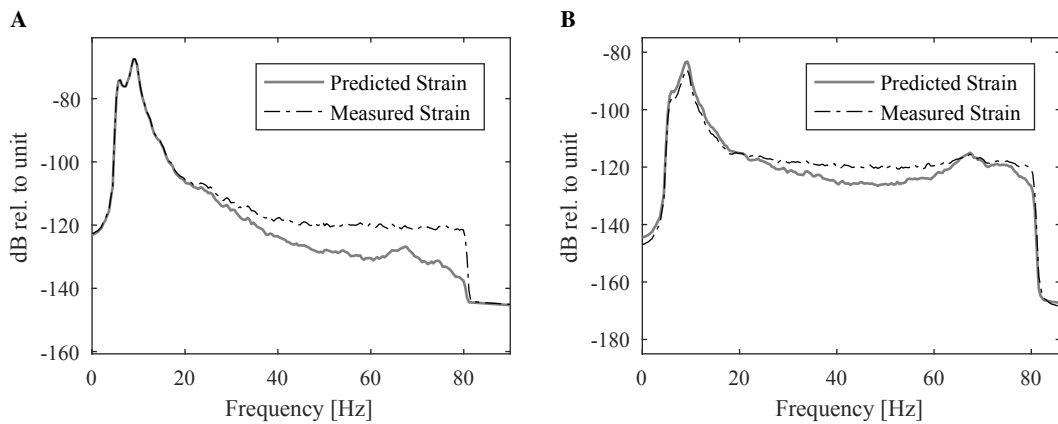 A
B
Predicted Strain
Measured Strain
-80
-100
-120
-140
-160
dB rel. to unit
0
20
40
60
80
Frequency [Hz]
Predicted Strain
Measured Strain
-80
-100
-120
-140
-160
-180
dB rel. to unit
0
20
40
60
80
Frequency [Hz]